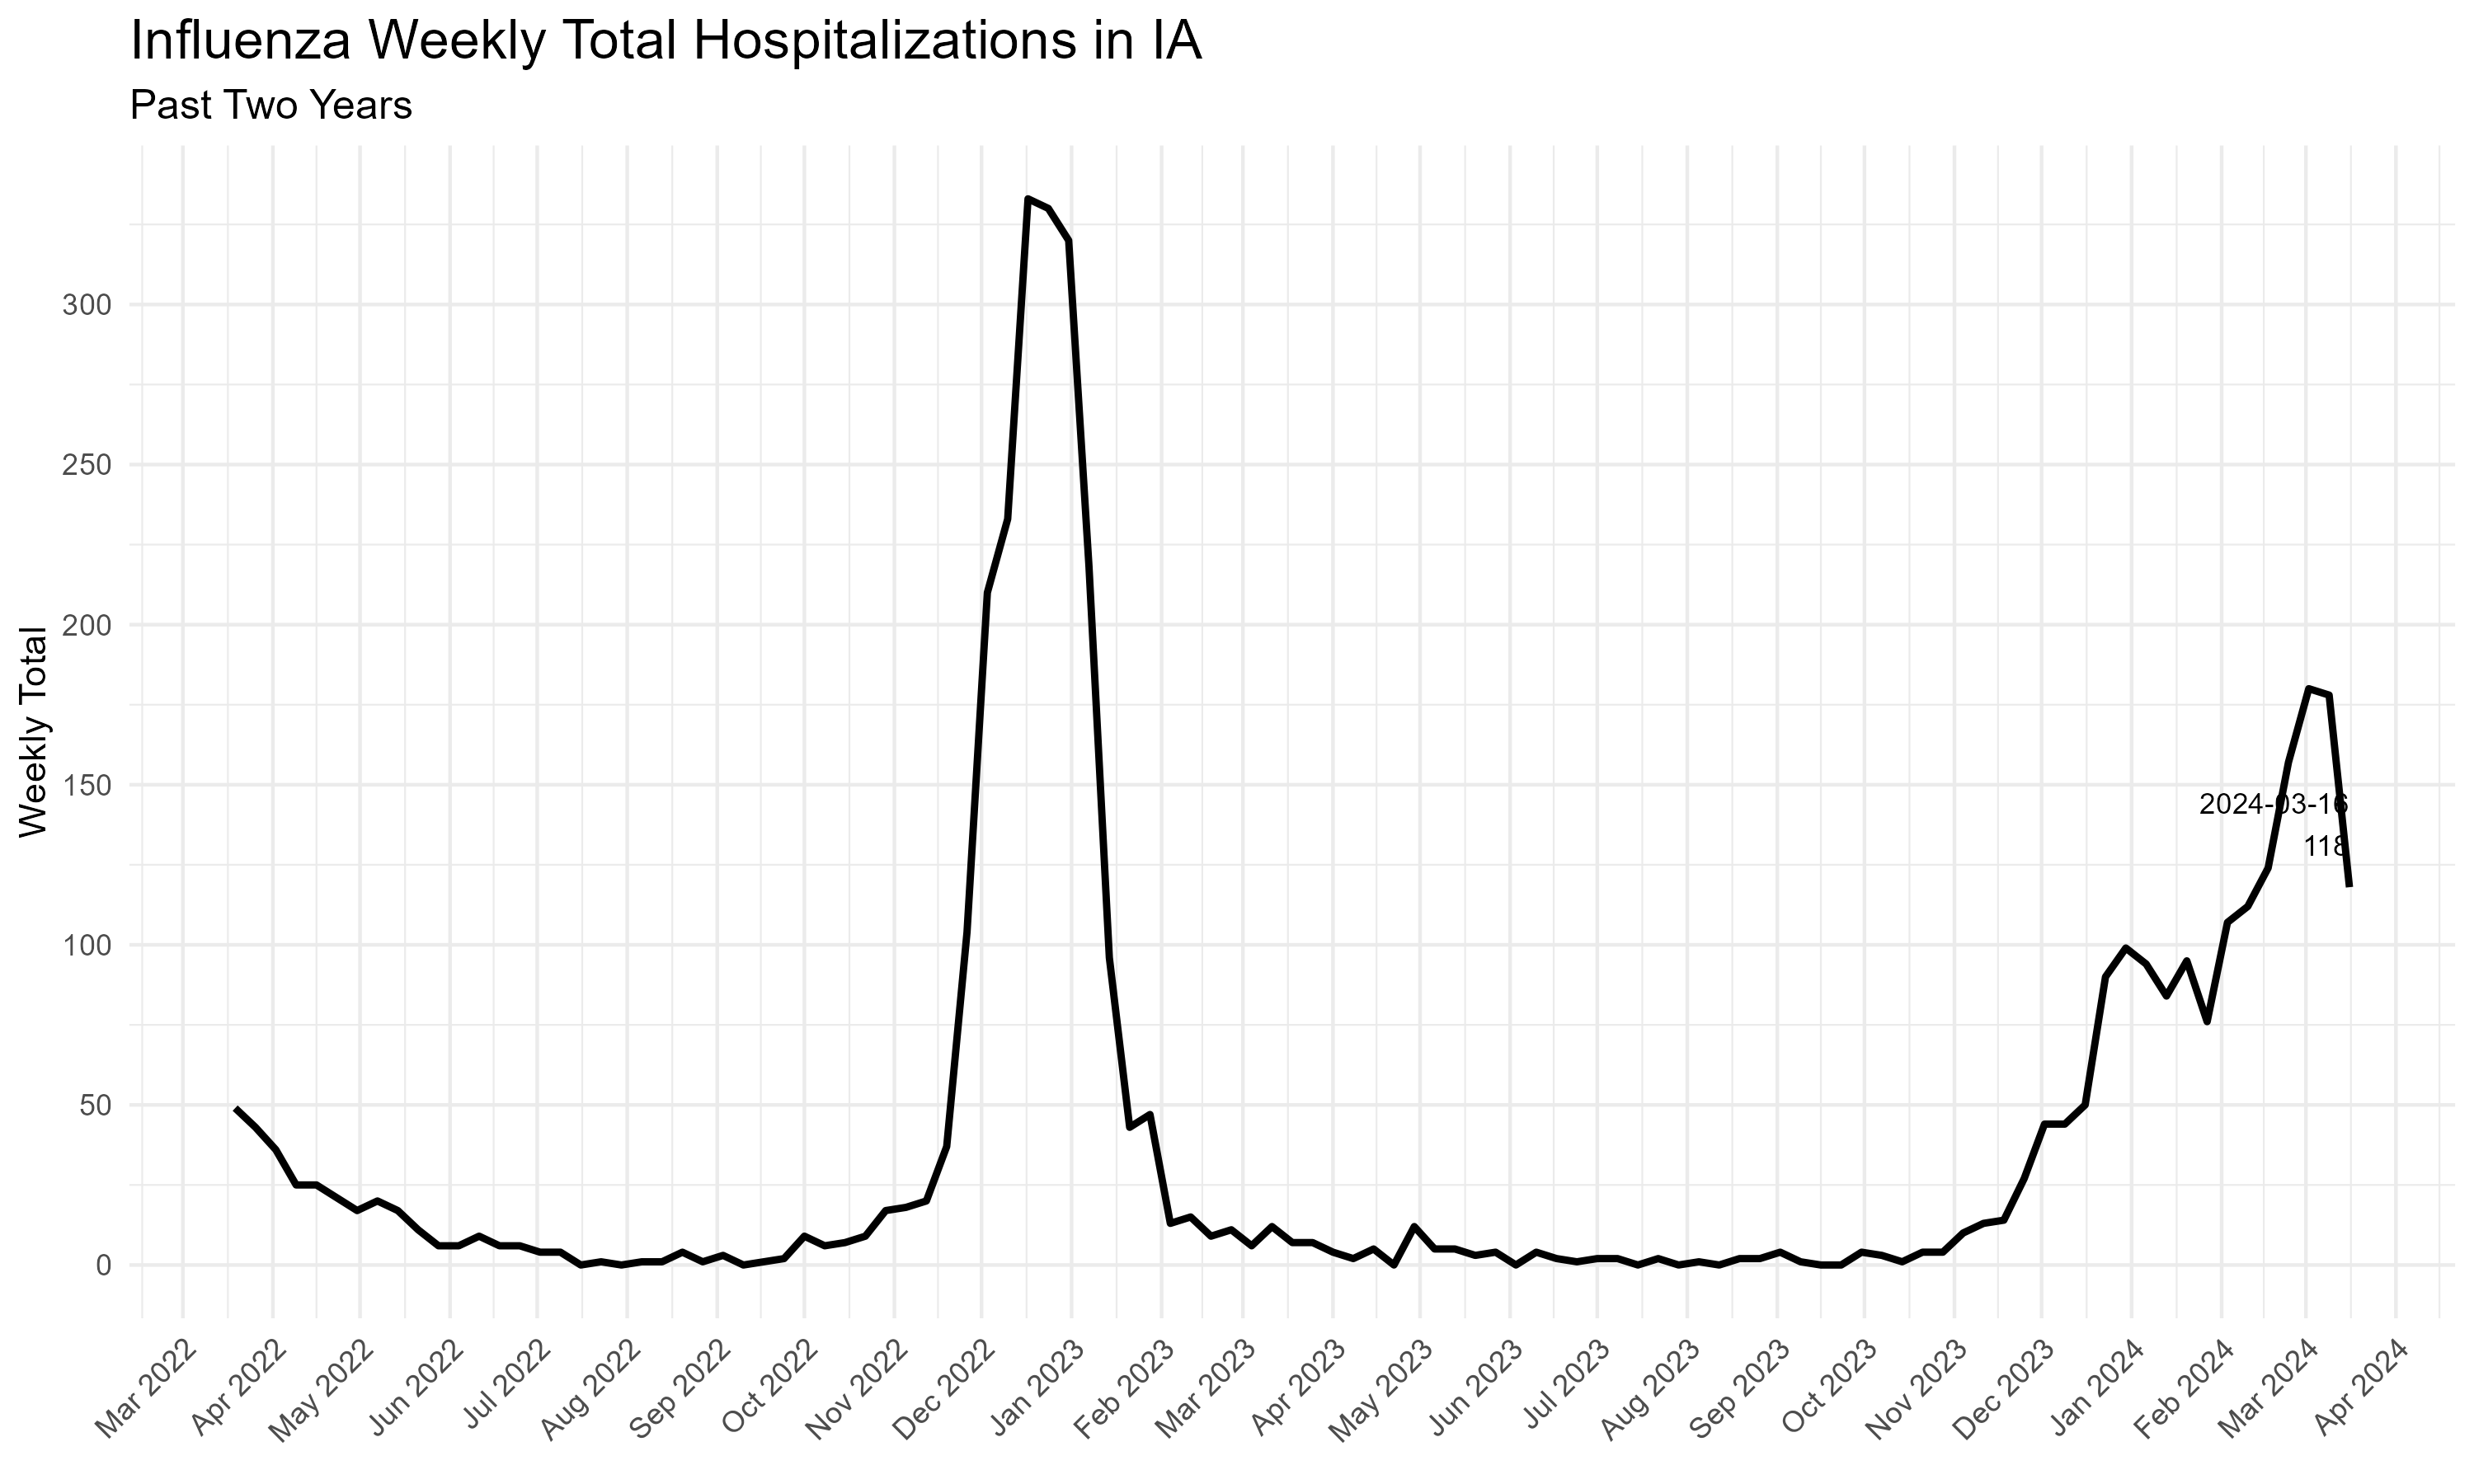 Influenza Weekly Total Hospitalizations in IA
Past Two Years
Weekly Total
300
250
200
150
100
50
0
2024-03-16
118
Mar 2022
Apr 2022
May 2022
Jun 2022
Jul 2022
Aug 2022
Sep 2022
Oct 2022
Nov 2022
Dec 2022
Jan 2023
Feb 2023
Mar 2023
Apr 2023
May 2023
Jun 2023
Jul 2023
Aug 2023
Sep 2023
Oct 2023
Nov 2023
Dec 2023
Jan 2024
Feb 2024
Mar 2024
Apr 2024